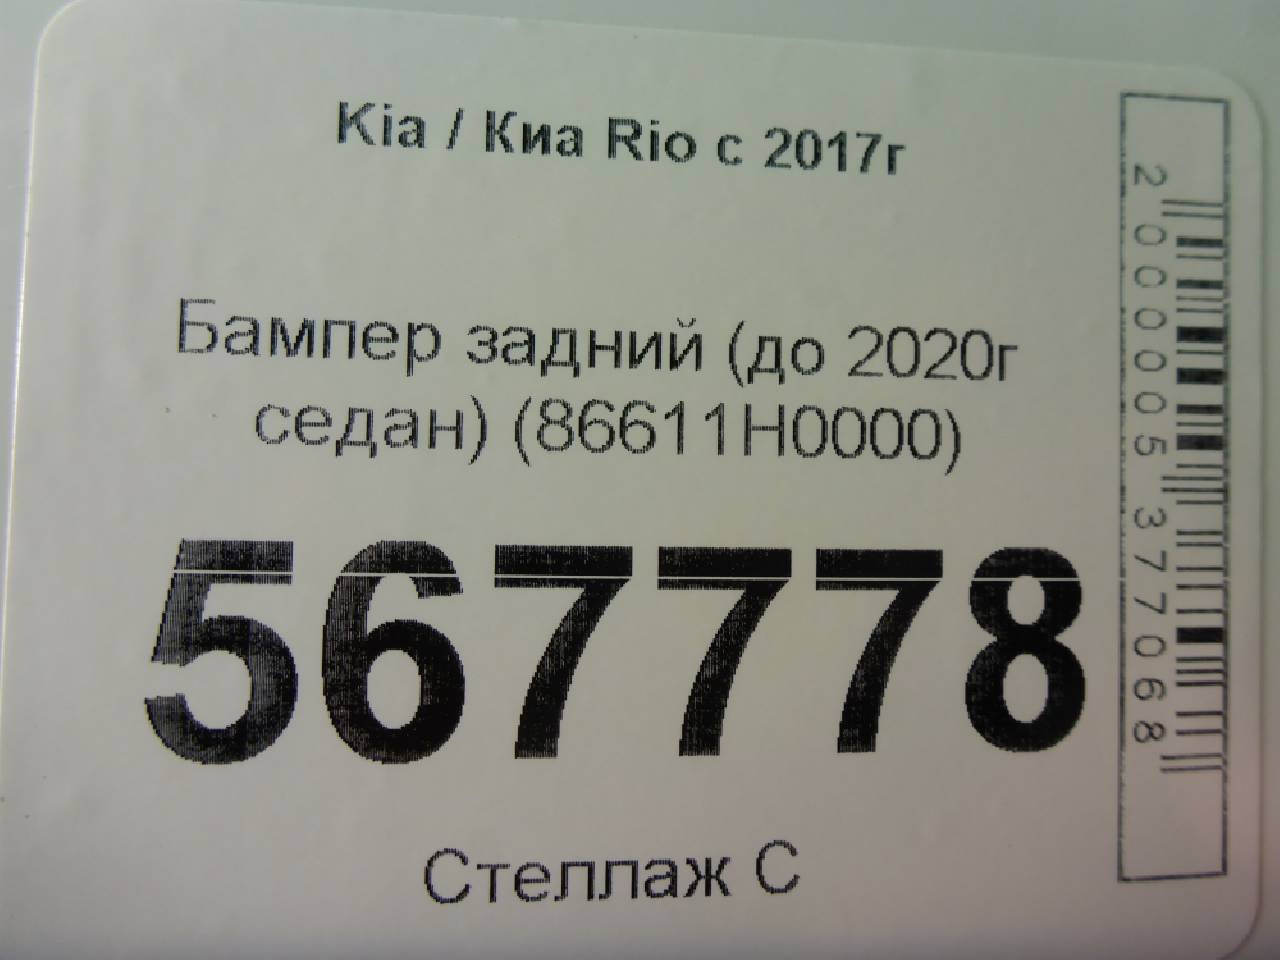 Kia / Киа Rio с 2017г
Бампер задний (до 2020г
седан) (86611H0000)
567778
Стеллаж С
2000005377068